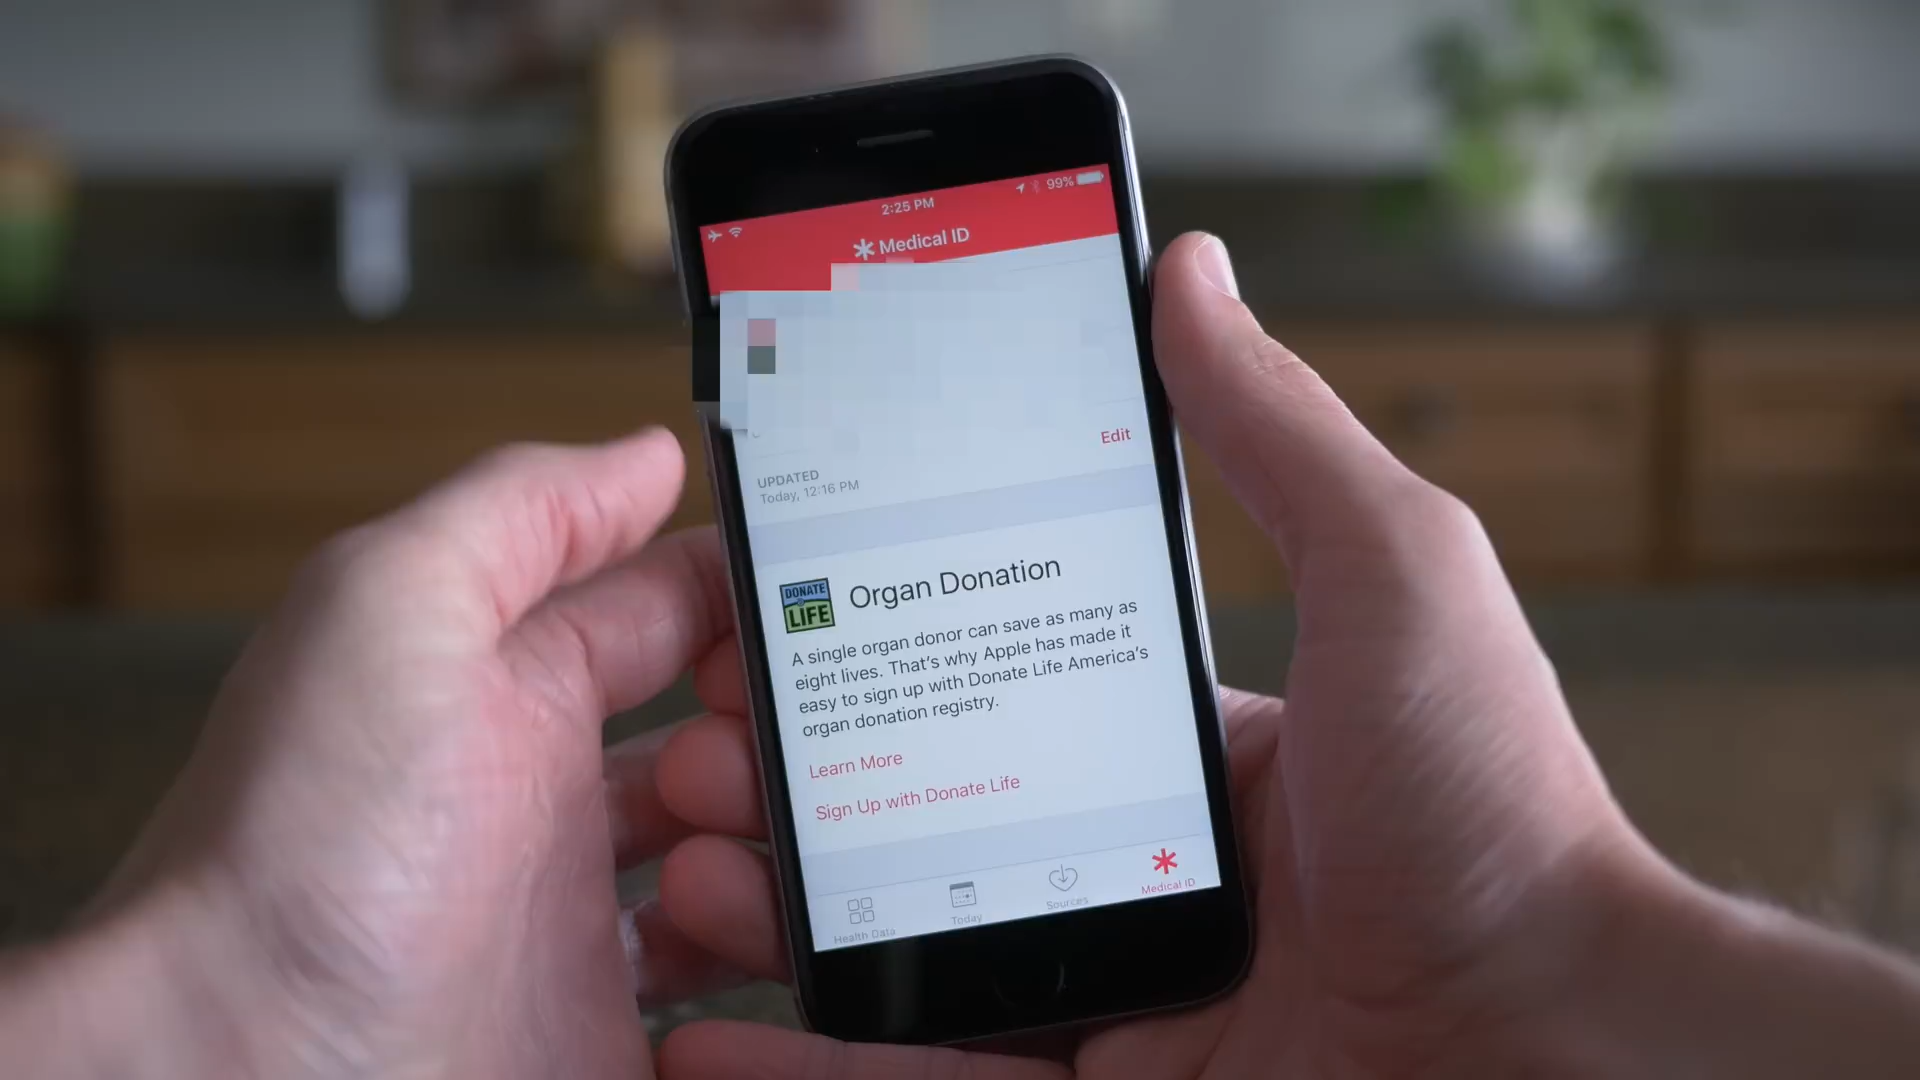 2:25 PM
99%
Medical ID
Edit
UPDATED
Today, 12:16 PM
DONATE
LIFE
Organ Donation
A single organ donor can save as many as
eight lives. That's why Apple has made it
easy to sign up with Donate Life America's
organ donation registry.
Learn More
Sign Up with Donate Life
Health Data
Today
Sources
Medical ID